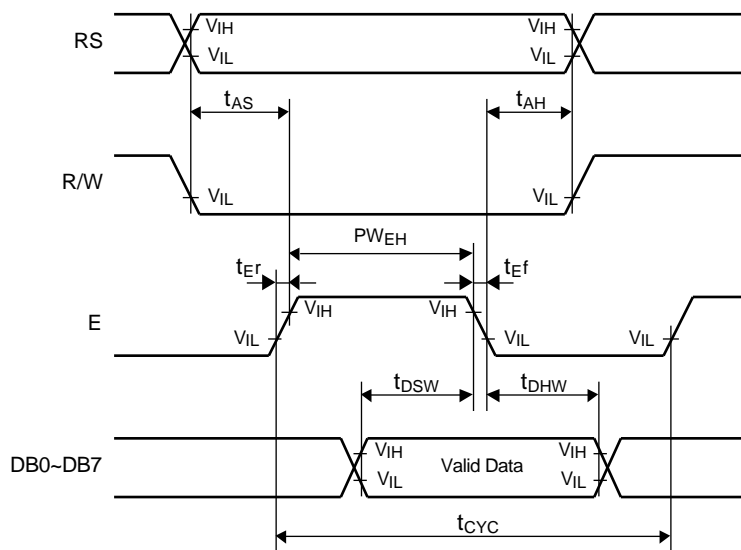 RS
VIH
VIH
VIL
VIL
tAS
tAH
R/W
VIL
VIL
PWEH
tEr
tEf
E
VIH
VIH
VIL
VIL
VIL
tDSW
tDHW
DB0~DB7
VIH
Valid Data
VIH
VIL
VIL
tCYC